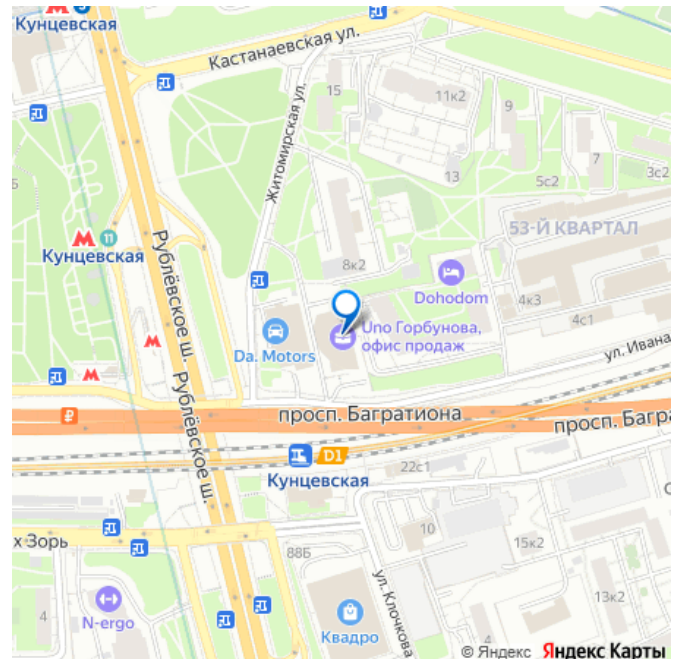 Кунцевская
Кастанаевская ул.
15
11к2
9
Житомирская ул.
13
7
5с2
3с2
53-Й КВАРТАЛ
11
Кунцевская
Рублёвское ш.
8к2
Dohodom
4к3
4с1
Uno Горбунова,
офис продаж
Da. Motors
ул. Ивана
Рублёвское ш.
просп. Багратиона
просп. Багра
D1
Кунцевская
22с1
10
15к2
х Зорь
88Б
ул. Клочкова
13к2
4
N-ergo
Квадро
© Яндекс Яндекс Карты